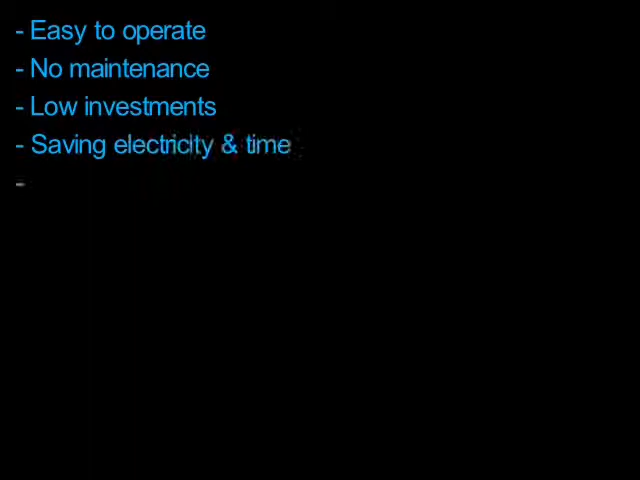 - Easy to operate
- No maintenance
- Low investments
- Saving electricity & time
-